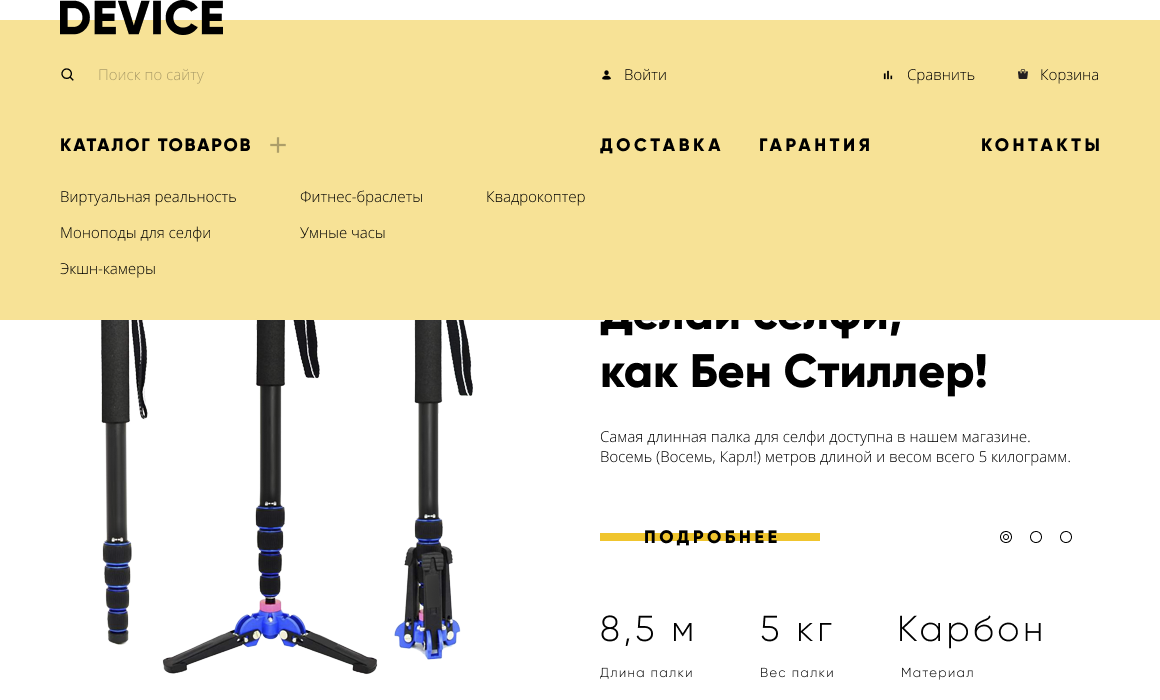 DEVICE
Поиск по сайту
Войти
Сравнить
Корзина
КАТАЛОГ ТОВАРОВ
ДОСТАВКА
ГАРАНТИЯ
КОНТАКТЫ
Виртуальная реальность
Фитнес-браслеты
Квадрокоптер
Моноподы для селфи
Умные часы
Экшн-камеры
Делай селфи,
как Бен Стиллер!
Самая длинная палка для селфи доступна в нашем магазине.
Восемь (Восемь, Карл!) метров длиной и весом всего 5 килограмм.
ПОДРОБНЕЕ
8,5 м
5 кг
Карбон
Длина палки
Вес палки
Материал